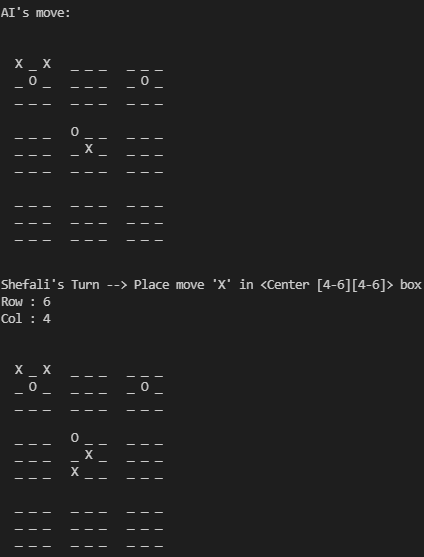 AI's move:
X _ X   _ _ _   _ _ _
_ O _   _ _ _   _ O _
_ _ _   _ _ _   _ _ _
_ _ _   O _ _   _ _ _
_ _ _   _ X _   _ _ _
_ _ _   _ _ _   _ _ _
_ _ _   _ _ _   _ _ _
_ _ _   _ _ _   _ _ _
_ _ _   _ _ _   _ _ _
Shefali's Turn --> Place move 'X' in <Center [4-6][4-6]> box
Row : 6
Col : 4
X _ X   _ _ _   _ _ _
_ O _   _ _ _   _ O _
_ _ _   _ _ _   _ _ _
_ _ _   O _ _   _ _ _
_ _ _   _ X _   _ _ _
_ _ _   X _ _   _ _ _
_ _ _   _ _ _   _ _ _
_ _ _   _ _ _   _ _ _
_ _ _   _ _ _   _ _ _